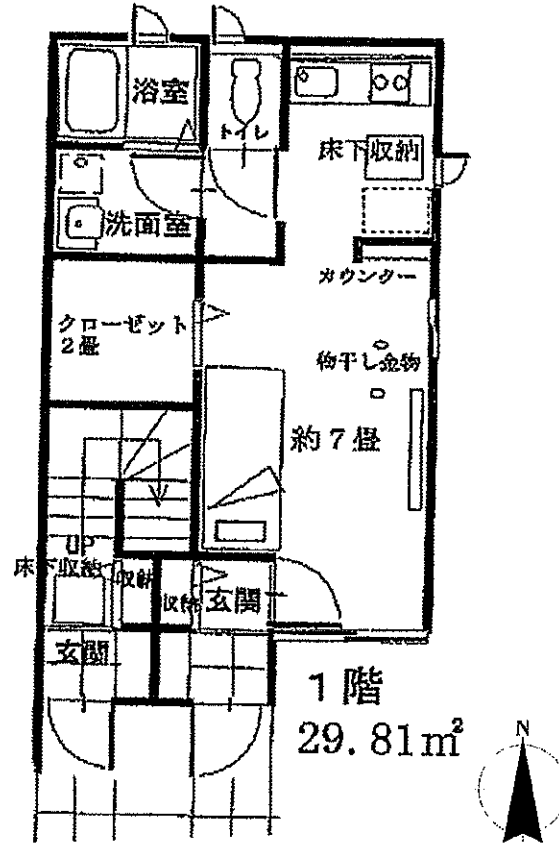 浴室
トイレ
床下収納
洗面室
カウンター
クローゼット
2畳
物干し金物
約7畳
UP
床下収納
収納
収納
玄関
玄関
1階
29.81㎡
N